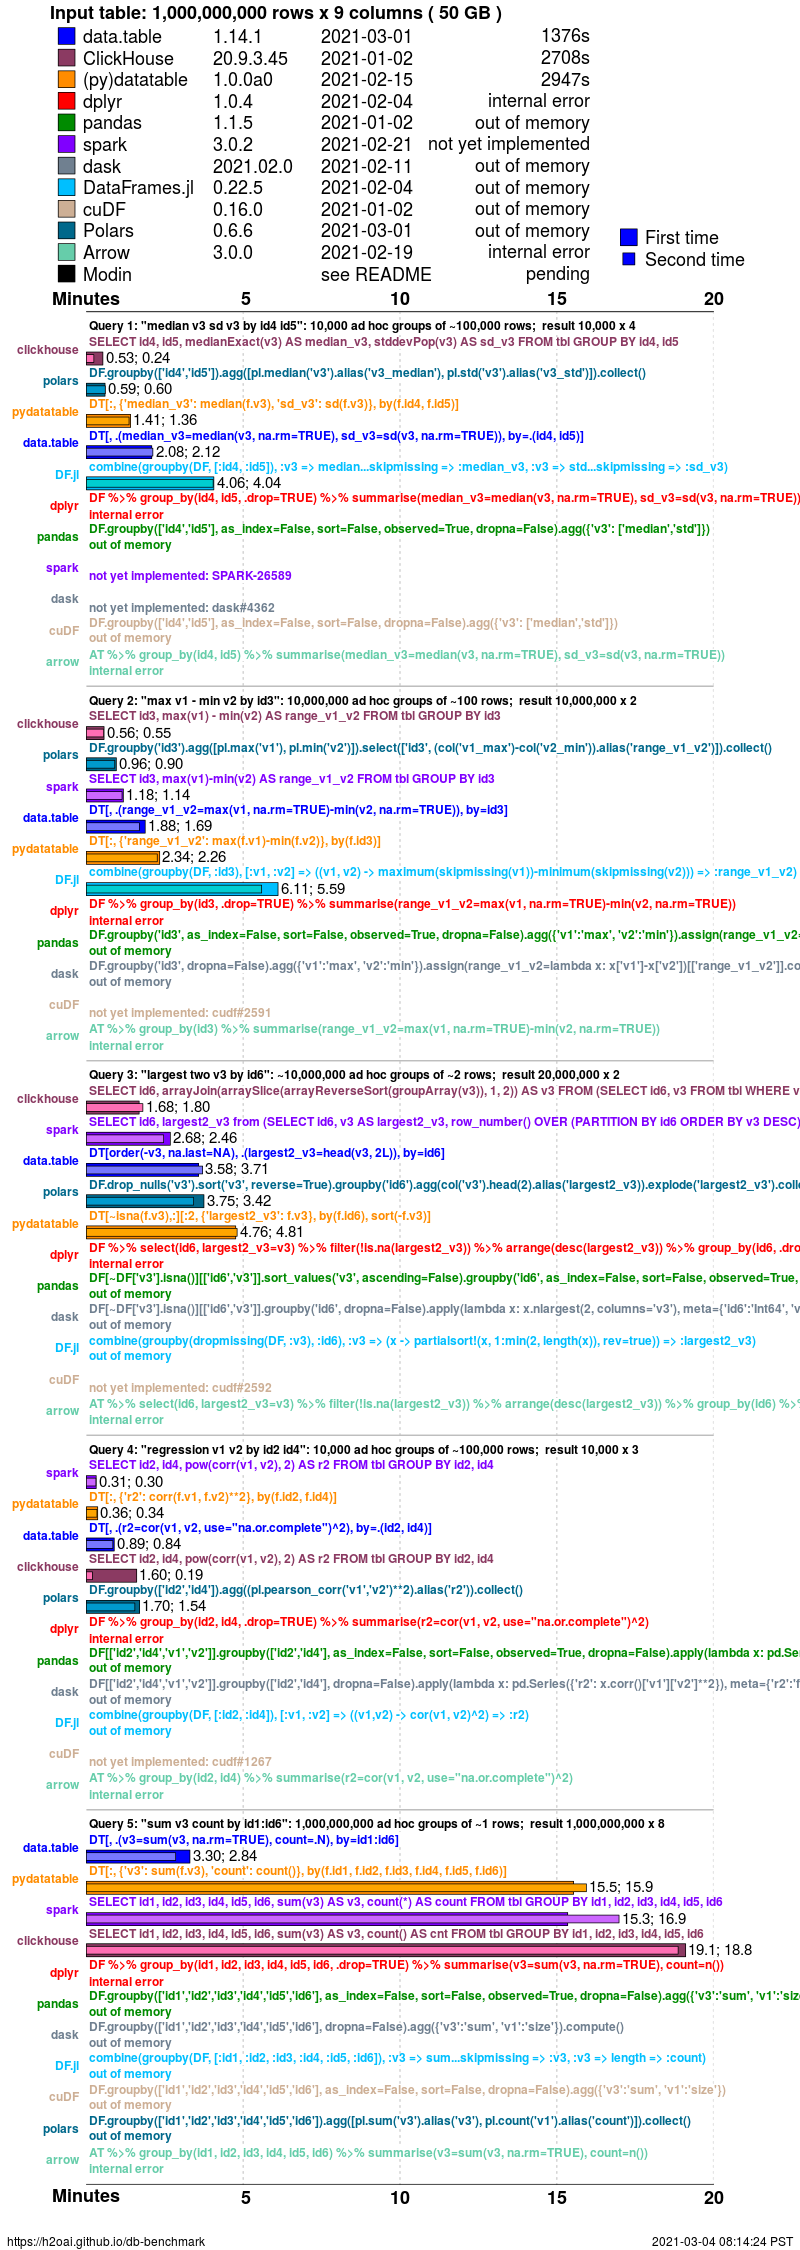 Input table: 1,000,000,000 rows x 9 columns ( 50 GB )
data.table 1.14.1 2021-03-01 1376s
ClickHouse 20.9.3.45 2021-01-02 2708s
(py)datatable 1.0.0a0 2021-02-15 2947s
dplyr 1.0.4 2021-02-04 internal error
pandas 1.1.5 2021-01-02 out of memory
spark 3.0.2 2021-02-21 not yet implemented
dask 2021.02.0 2021-02-11 out of memory
DataFrames.jl 0.22.5 2021-02-04 out of memory
cuDF 0.16.0 2021-01-02 out of memory
Polars 0.6.6 2021-03-01 out of memory
Arrow 3.0.0 2021-02-19 internal error
Modin see README pending
First time
Second time
Minutes 5 10 15 20
Query 1: "median v3 sd v3 by id4 id5": 10,000 ad hoc groups of ~100,000 rows; result 10,000 x 4
SELECT id4, id5, medianExact(v3) AS median_v3, stddevPop(v3) AS sd_v3 FROM tbl GROUP BY id4, id5
clickhouse 0.53; 0.24
DF.groupby(['id4','id5']).agg([pl.median('v3').alias('v3_median'), pl.std('v3').alias('v3_std')]).collect()
polars 0.59; 0.60
DT[:, {'median_v3': median(f.v3), 'sd_v3': sd(f.v3)}, by(f.id4, f.id5)]
pydatatable 1.41; 1.36
DT[, .(median_v3=median(v3, na.rm=TRUE), sd_v3=sd(v3, na.rm=TRUE)), by=.(id4, id5)]
data.table 2.08; 2.12
combine(groupby(DF, [:id4, :id5]), :v3 => median...skipmissing => :median_v3, :v3 => std...skipmissing => :sd_v3)
DF.jl 4.06; 4.04
DF %>% group_by(id4, id5, .drop=TRUE) %>% summarise(median_v3=median(v3, na.rm=TRUE), sd_v3=sd(v3, na.rm=TRUE))
dplyr internal error
DF.groupby(['id4','id5'], as_index=False, sort=False, observed=True, dropna=False).agg({'v3': ['median','std']})
pandas out of memory
spark not yet implemented: SPARK-26589
dask not yet implemented: dask#4362
DF.groupby(['id4','id5'], as_index=False, sort=False, dropna=False).agg({'v3': ['median','std']})
cuDF out of memory
AT %>% group_by(id4, id5) %>% summarise(median_v3=median(v3, na.rm=TRUE), sd_v3=sd(v3, na.rm=TRUE))
arrow internal error
Query 2: "max v1 - min v2 by id3": 10,000,000 ad hoc groups of ~100 rows; result 10,000,000 x 2
SELECT id3, max(v1) - min(v2) AS range_v1_v2 FROM tbl GROUP BY id3
clickhouse 0.56; 0.55
DF.groupby('id3').agg([pl.max('v1'), pl.min('v2')]).select(['id3', (col('v1_max')-col('v2_min')).alias('range_v1_v2')]).collect()
polars 0.96; 0.90
SELECT id3, max(v1)-min(v2) AS range_v1_v2 FROM tbl GROUP BY id3
spark 1.18; 1.14
DT[, .(range_v1_v2=max(v1, na.rm=TRUE)-min(v2, na.rm=TRUE)), by=id3]
data.table 1.88; 1.69
DT[:, {'range_v1_v2': max(f.v1)-min(f.v2)}, by(f.id3)]
pydatatable 2.34; 2.26
combine(groupby(DF, :id3), [:v1, :v2] => ((v1, v2) -> maximum(skipmissing(v1))-minimum(skipmissing(v2))) => :range_v1_v2)
DF.jl 6.11; 5.59
DF %>% group_by(id3, .drop=TRUE) %>% summarise(range_v1_v2=max(v1, na.rm=TRUE)-min(v2, na.rm=TRUE))
dplyr internal error
DF.groupby('id3', as_index=False, sort=False, observed=True, dropna=False).agg({'v1':'max', 'v2':'min'}).assign(range_v1_v2=
pandas out of memory
DF.groupby('id3', dropna=False).agg({'v1':'max', 'v2':'min'}).assign(range_v1_v2=lambda x: x['v1']-x['v2'])[['range_v1_v2']].co
dask out of memory
cuDF not yet implemented: cudf#2591
AT %>% group_by(id3) %>% summarise(range_v1_v2=max(v1, na.rm=TRUE)-min(v2, na.rm=TRUE))
arrow internal error
Query 3: "largest two v3 by id6": ~10,000,000 ad hoc groups of ~2 rows; result 20,000,000 x 2
SELECT id6, arrayJoin(arraySlice(arrayReverseSort(groupArray(v3)), 1, 2)) AS v3 FROM (SELECT id6, v3 FROM tbl WHERE v
clickhouse 1.68; 1.80
SELECT id6, largest2_v3 from (SELECT id6, v3 AS largest2_v3, row_number() OVER (PARTITION BY id6 ORDER BY v3 DESC)
spark 2.68; 2.46
DT[order(-v3, na.last=NA), .(largest2_v3=head(v3, 2L)), by=id6]
data.table 3.58; 3.71
DF.drop_nulls('v3').sort('v3', reverse=True).groupby('id6').agg(col('v3').head(2).alias('largest2_v3')).explode('largest2_v3').coll
polars 3.75; 3.42
DT[~isna(f.v3),:][:2, {'largest2_v3': f.v3}, by(f.id6), sort(-f.v3)]
pydatatable 4.76; 4.81
DF %>% select(id6, largest2_v3=v3) %>% filter(!is.na(largest2_v3)) %>% arrange(desc(largest2_v3)) %>% group_by(id6, .dro
dplyr internal error
DF[~DF['v3'].isna()][['id6','v3']].sort_values('v3', ascending=False).groupby('id6', as_index=False, sort=False, observed=True,
pandas out of memory
DF[~DF['v3'].isna()][['id6','v3']].groupby('id6', dropna=False).apply(lambda x: x.nlargest(2, columns='v3'), meta={'id6':'Int64', 'v
dask out of memory
combine(groupby(dropmissing(DF, :v3), :id6), :v3 => (x -> partialsort!(x, 1:min(2, length(x)), rev=true)) => :largest2_v3)
DF.jl out of memory
cuDF not yet implemented: cudf#2592
AT %>% select(id6, largest2_v3=v3) %>% filter(!is.na(largest2_v3)) %>% arrange(desc(largest2_v3)) %>% group_by(id6) %>%
arrow internal error
Query 4: "regression v1 v2 by id2 id4": 10,000 ad hoc groups of ~100,000 rows; result 10,000 x 3
SELECT id2, id4, pow(corr(v1, v2), 2) AS r2 FROM tbl GROUP BY id2, id4
spark 0.31; 0.30
DT[:, {'r2': corr(f.v1, f.v2)**2}, by(f.id2, f.id4)]
pydatatable 0.36; 0.34
DT[, .(r2=cor(v1, v2, use="na.or.complete")^2), by=.(id2, id4)]
data.table 0.89; 0.84
SELECT id2, id4, pow(corr(v1, v2), 2) AS r2 FROM tbl GROUP BY id2, id4
clickhouse 1.60; 0.19
DF.groupby(['id2','id4']).agg((pl.pearson_corr('v1','v2')**2).alias('r2')).collect()
polars 1.70; 1.54
DF %>% group_by(id2, id4, .drop=TRUE) %>% summarise(r2=cor(v1, v2, use="na.or.complete")^2)
dplyr internal error
DF[['id2','id4','v1','v2']].groupby(['id2','id4'], as_index=False, sort=False, observed=True, dropna=False).apply(lambda x: pd.Se
pandas out of memory
DF[['id2','id4','v1','v2']].groupby(['id2','id4'], dropna=False).apply(lambda x: pd.Series({'r2': x.corr()['v1']['v2']**2}), meta={'r2':'f
dask out of memory
combine(groupby(DF, [:id2, :id4]), [:v1, :v2] => ((v1,v2) -> cor(v1, v2)^2) => :r2)
DF.jl out of memory
cuDF not yet implemented: cudf#1267
AT %>% group_by(id2, id4) %>% summarise(r2=cor(v1, v2, use="na.or.complete")^2)
arrow internal error
Query 5: "sum v3 count by id1:id6": 1,000,000,000 ad hoc groups of ~1 rows; result 1,000,000,000 x 8
DT[, .(v3=sum(v3, na.rm=TRUE), count=.N), by=id1:id6]
data.table 3.30; 2.84
DT[:, {'v3': sum(f.v3), 'count': count()}, by(f.id1, f.id2, f.id3, f.id4, f.id5, f.id6)]
pydatatable 15.5; 15.9
SELECT id1, id2, id3, id4, id5, id6, sum(v3) AS v3, count(*) AS count FROM tbl GROUP BY id1, id2, id3, id4, id5, id6
spark 15.3; 16.9
SELECT id1, id2, id3, id4, id5, id6, sum(v3) AS v3, count() AS cnt FROM tbl GROUP BY id1, id2, id3, id4, id5, id6
clickhouse 19.1; 18.8
DF %>% group_by(id1, id2, id3, id4, id5, id6, .drop=TRUE) %>% summarise(v3=sum(v3, na.rm=TRUE), count=n())
dplyr internal error
DF.groupby(['id1','id2','id3','id4','id5','id6'], as_index=False, sort=False, observed=True, dropna=False).agg({'v3':'sum', 'v1':'size
pandas out of memory
DF.groupby(['id1','id2','id3','id4','id5','id6'], dropna=False).agg({'v3':'sum', 'v1':'size'}).compute()
dask out of memory
combine(groupby(DF, [:id1, :id2, :id3, :id4, :id5, :id6]), :v3 => sum...skipmissing => :v3, :v3 => length => :count)
DF.jl out of memory
DF.groupby(['id1','id2','id3','id4','id5','id6'], as_index=False, sort=False, dropna=False).agg({'v3':'sum', 'v1':'size'})
cuDF out of memory
DF.groupby(['id1','id2','id3','id4','id5','id6']).agg([pl.sum('v3').alias('v3'), pl.count('v1').alias('count')]).collect()
polars out of memory
AT %>% group_by(id1, id2, id3, id4, id5, id6) %>% summarise(v3=sum(v3, na.rm=TRUE), count=n())
arrow internal error
Minutes 5 10 15 20
https://h2oai.github.io/db-benchmark 2021-03-04 08:14:24 PST